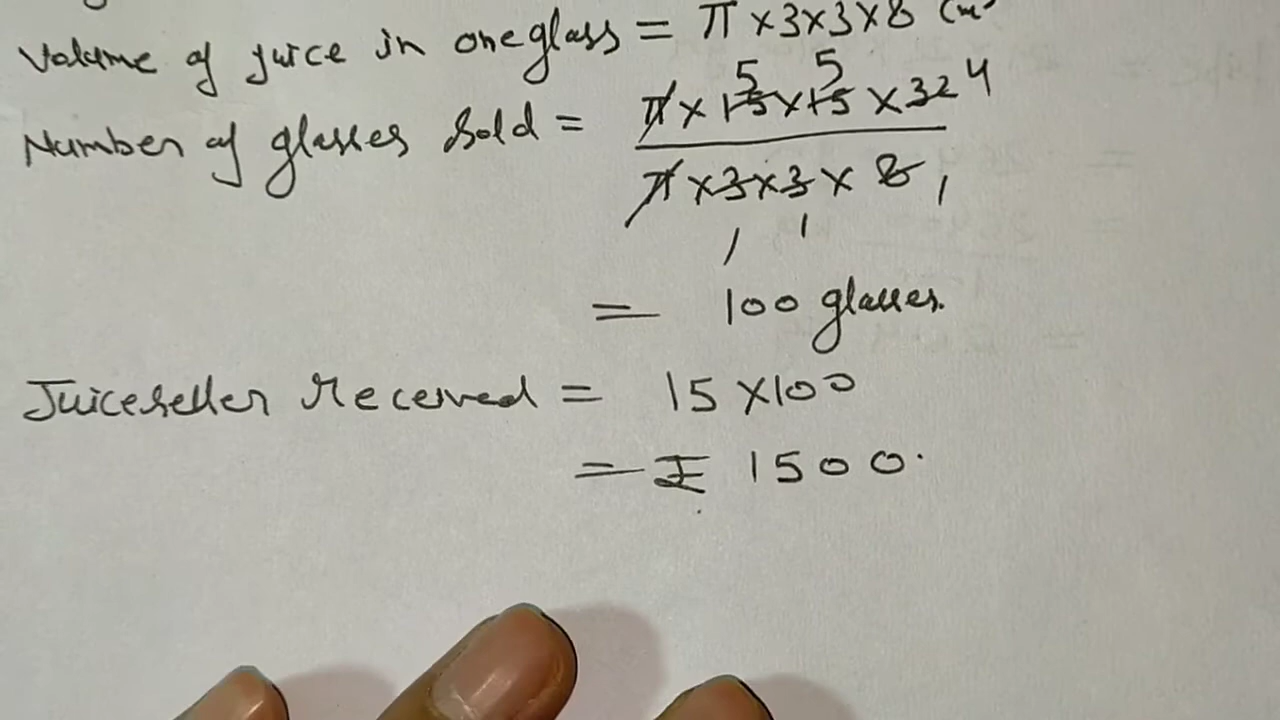 Volume of juice in one glass = π×3×3×8 cm³
5 5
Number of glasses sold = π × 15 × 15 × 32 4
π × 3 × 3 × 8 1
1 1
= 100 glasses.
Juiceseller received = 15 × 100
= ₹ 1500.